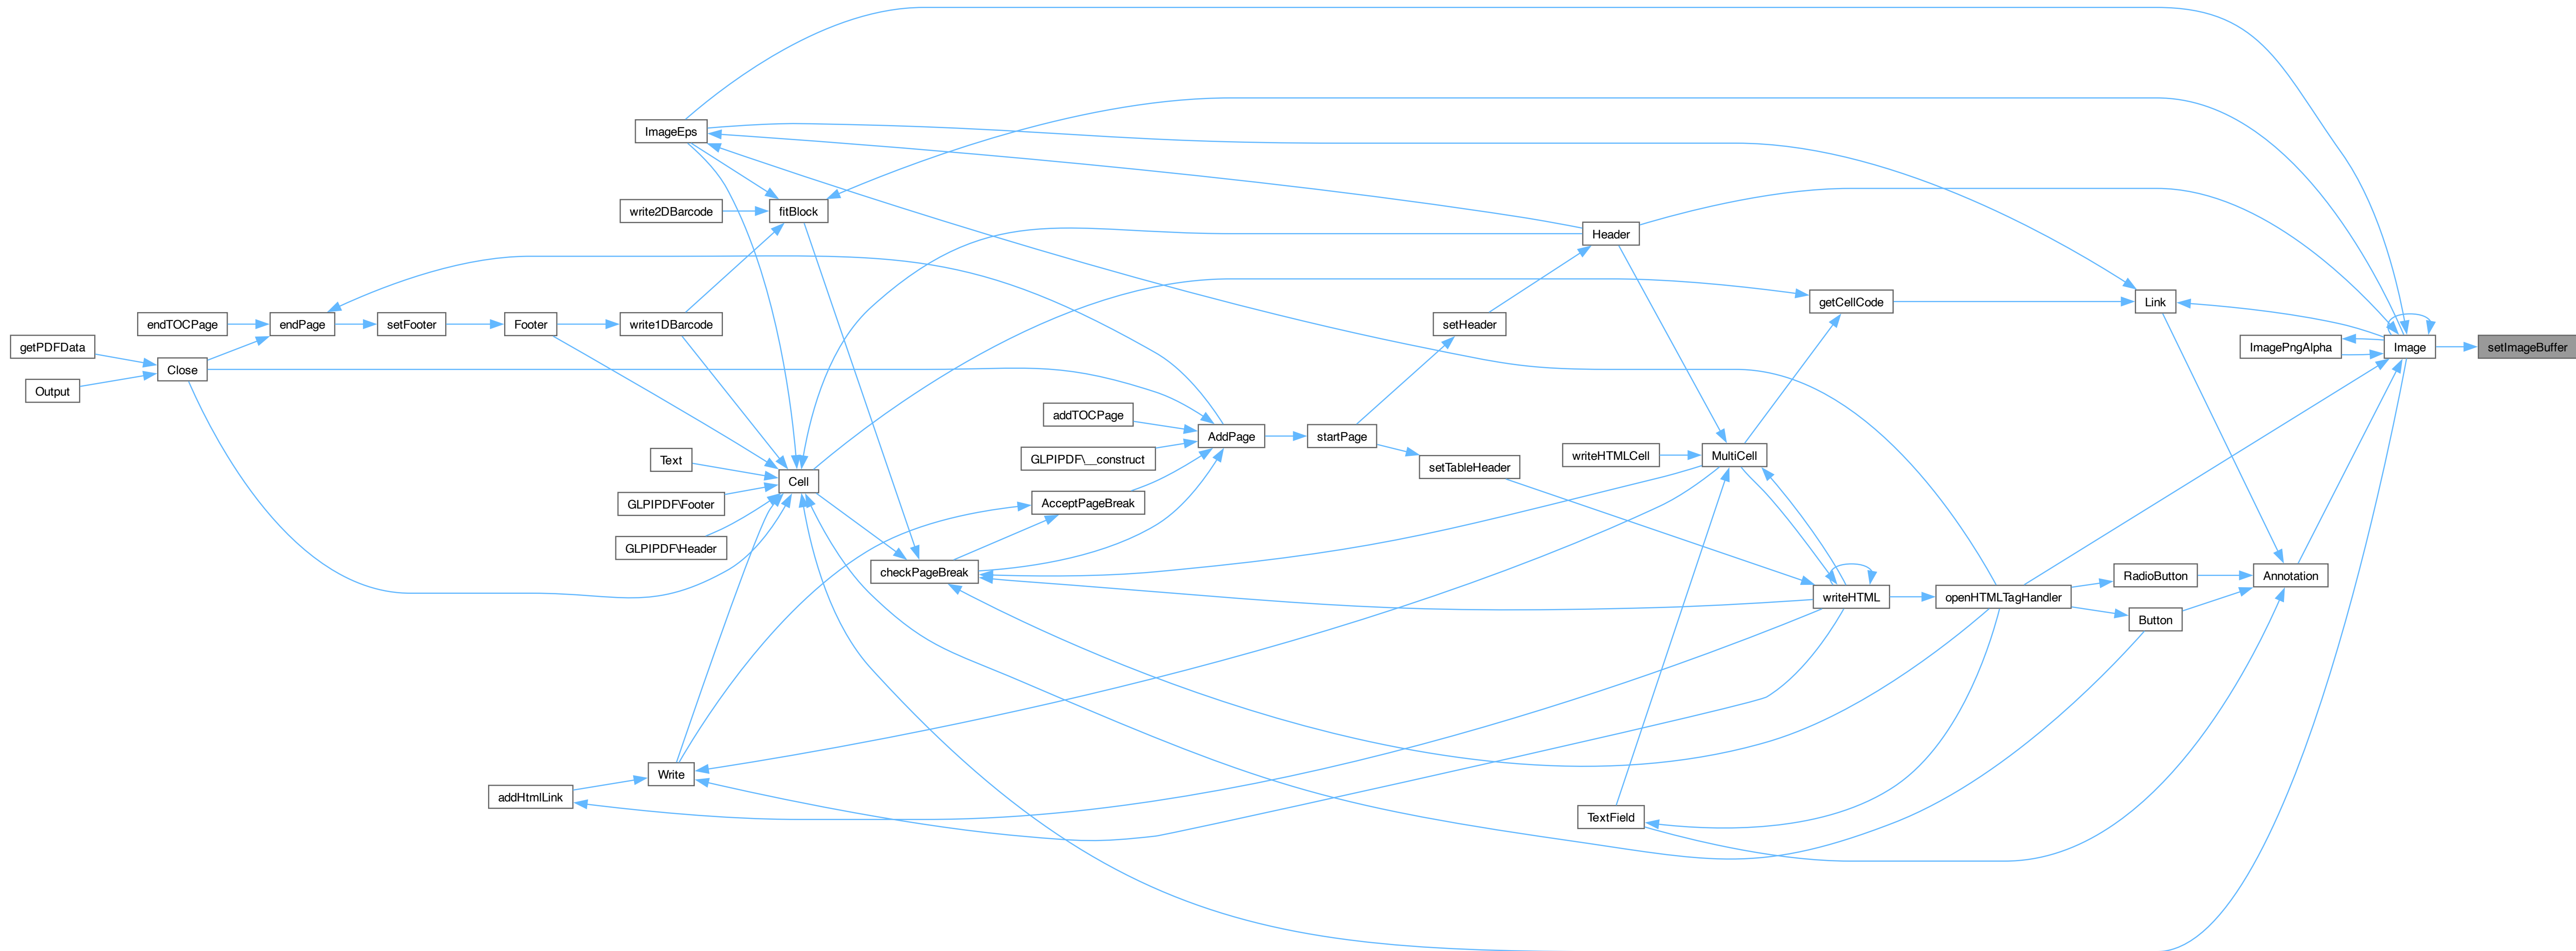 ImageEps
write2DBarcode
fitBlock
Header
getCellCode
Link
endTOCPage
endPage
setFooter
Footer
write1DBarcode
setHeader
getPDFData
ImagePngAlpha
Image
setImageBuffer
Close
Output
addTOCPage
AddPage
startPage
GLPIPDF\__construct
writeHTMLCell
MultiCell
Text
setTableHeader
Cell
GLPIPDF\Footer
AcceptPageBreak
GLPIPDF\Header
checkPageBreak
RadioButton
Annotation
writeHTML
openHTMLTagHandler
Button
Write
addHtmlLink
TextField